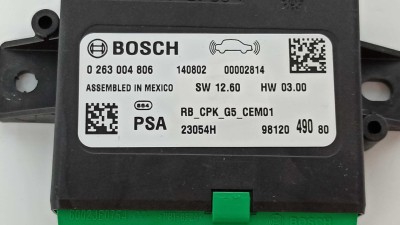 BOSCH
0 263 004 806 140802 00002814
ASSEMBLED IN MEXICO SW 12.60 HW 03.00
PSA RB_CPK_G5_CEM01
23054H 98120 490 80